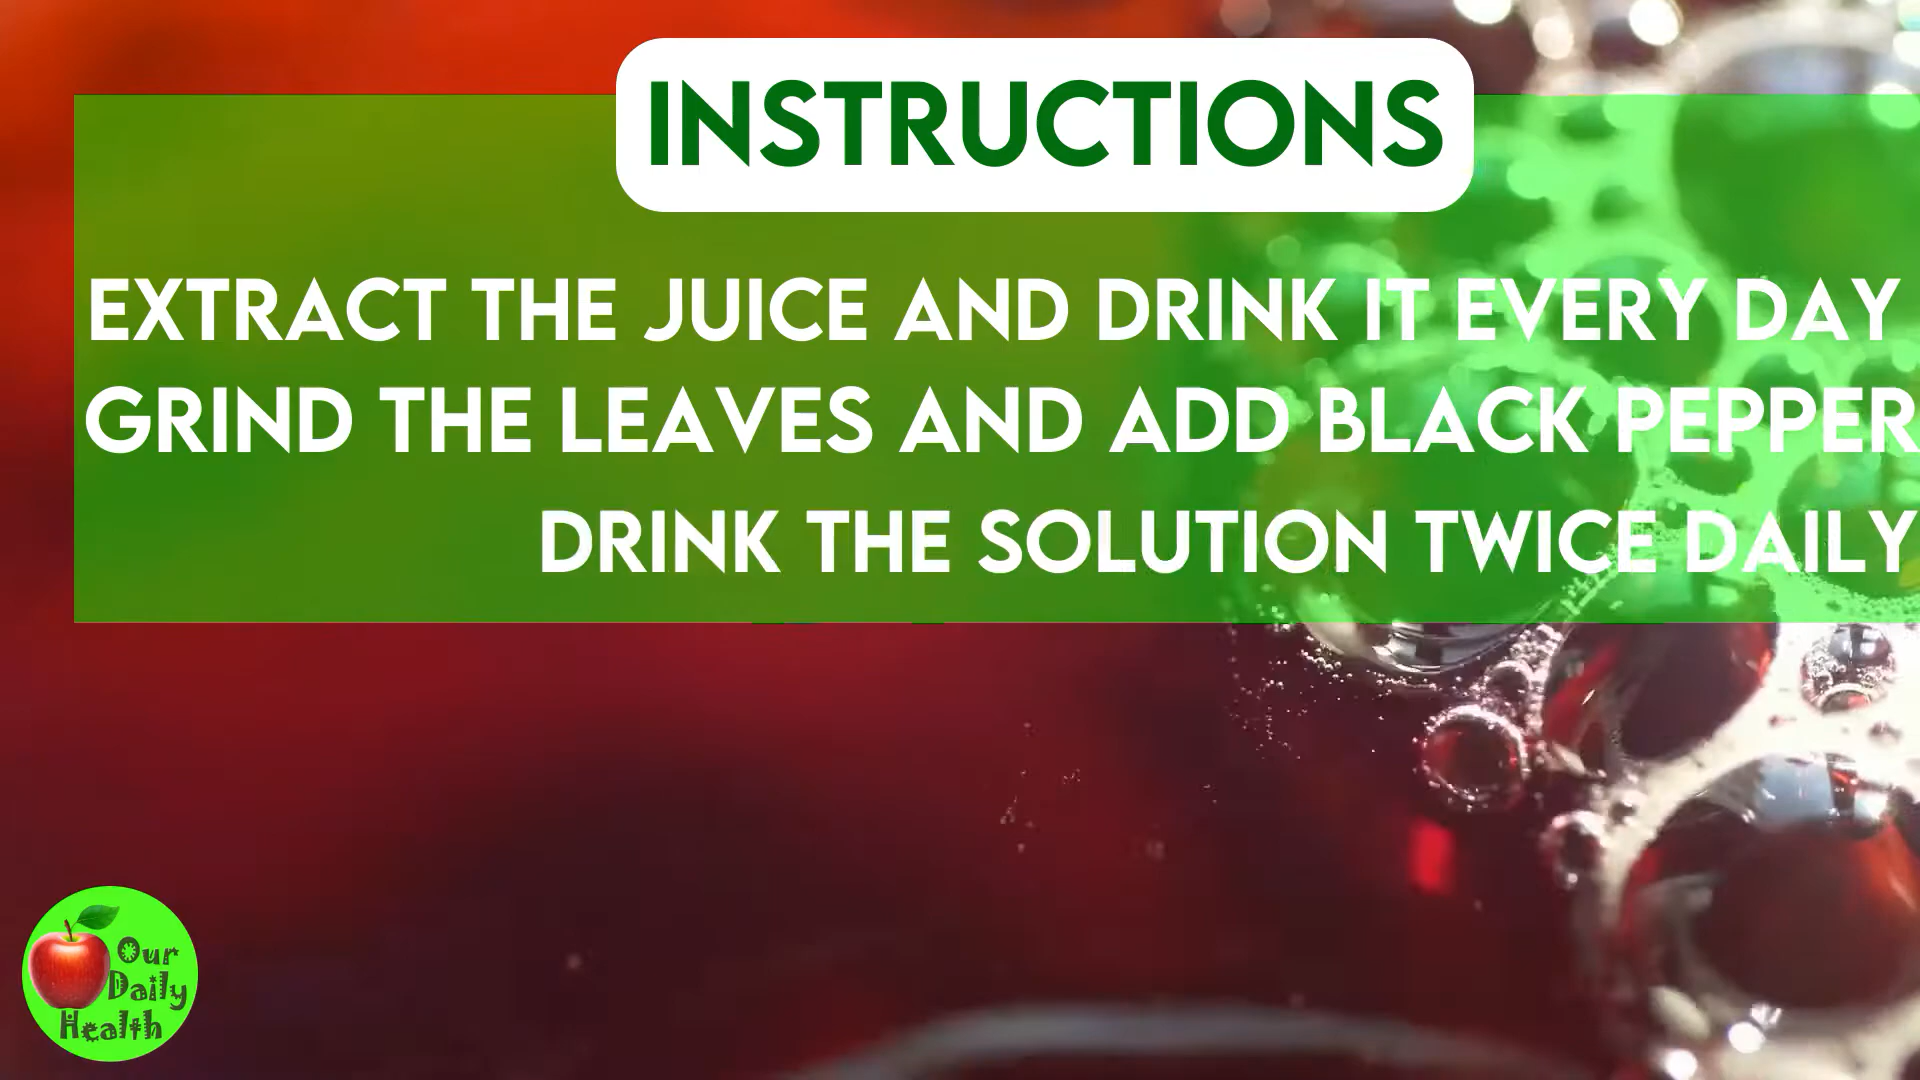 INSTRUCTIONS
EXTRACT THE JUICE AND DRINK IT EVERY DAY
GRIND THE LEAVES AND ADD BLACK PEPPER
DRINK THE SOLUTION TWICE DAILY
Our
Daily
Health